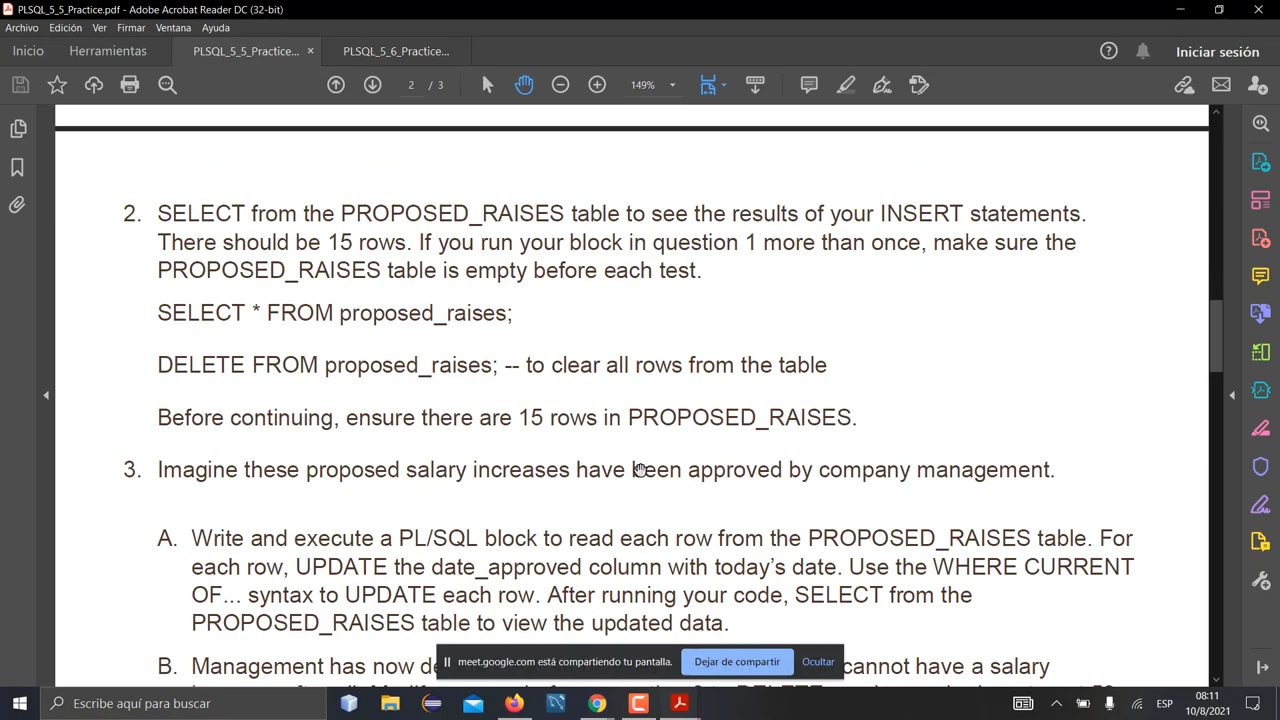 PLSQL_5_5_Practice.pdf - Adobe Acrobat Reader DC (32-bit)
Archivo Edición Ver Firmar Ventana Ayuda
Inicio Herramientas PLSQL_5_5_Practice... × PLSQL_5_6_Practice... Iniciar sesión
2 / 3 149%
2. SELECT from the PROPOSED_RAISES table to see the results of your INSERT statements.
There should be 15 rows. If you run your block in question 1 more than once, make sure the
PROPOSED_RAISES table is empty before each test.
SELECT * FROM proposed_raises;
DELETE FROM proposed_raises; -- to clear all rows from the table
Before continuing, ensure there are 15 rows in PROPOSED_RAISES.
3. Imagine these proposed salary increases have been approved by company management.
A. Write and execute a PL/SQL block to read each row from the PROPOSED_RAISES table. For
each row, UPDATE the date_approved column with today's date. Use the WHERE CURRENT
OF... syntax to UPDATE each row. After running your code, SELECT from the
PROPOSED_RAISES table to view the updated data.
B. Management has now cannot have a salary
meet.google.com está compartiendo tu pantalla. Dejar de compartir Ocultar
Escribe aquí para buscar
ESP
08:11
10/8/2021